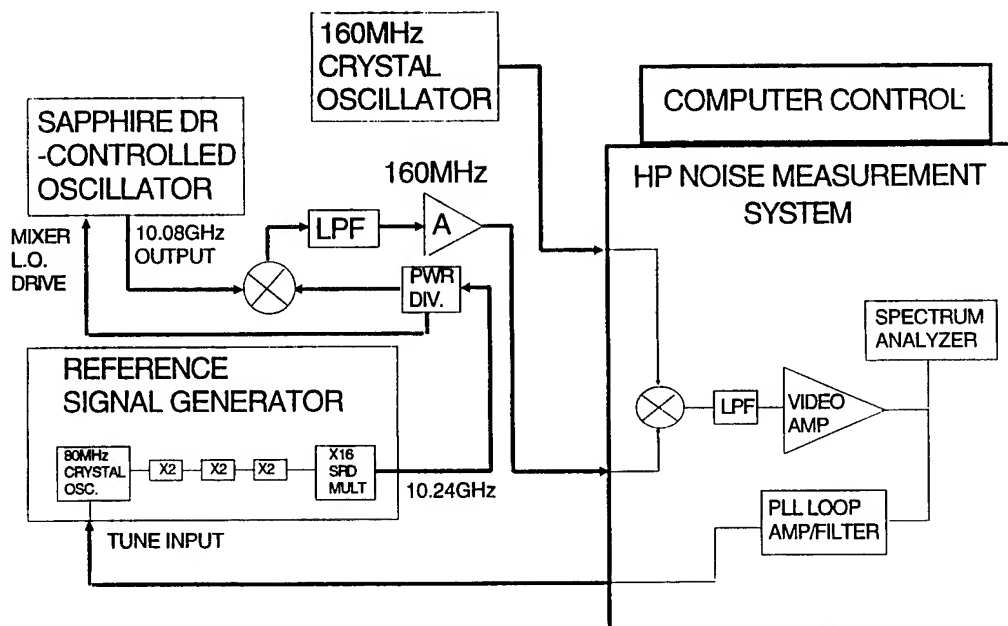 160MHz
CRYSTAL
OSCILLATOR
COMPUTER CONTROL
SAPPHIRE DR
-CONTROLLED
OSCILLATOR
HP NOISE MEASUREMENT
SYSTEM
160MHz
MIXER
L.O.
DRIVE
10.08GHz
OUTPUT
LPF
A
PWR
DIV.
SPECTRUM
ANALYZER
REFERENCE
SIGNAL GENERATOR
LPF
VIDEO
AMP
80MHz
CRYSTAL
OSC.
X2
X2
X2
X16
SRD
MULT
10.24GHz
PLL LOOP
AMP/FILTER
TUNE INPUT